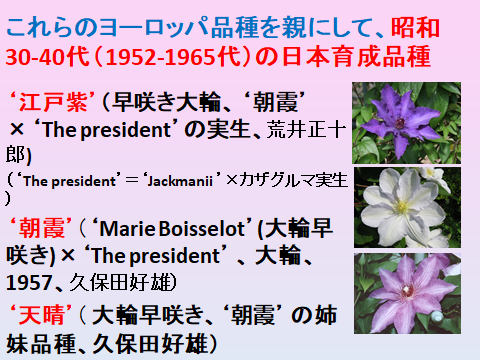 これらのヨーロッパ品種を親にして、昭和
30-40代（1952-1965代）の日本育成品種
‘江戸紫’（早咲き大輪、‘朝霞’
×‘The president’の実生、荒井正十
郎)
（‘The president’＝‘Jackmanii’×カザグルマ実生
）
‘朝霞’（‘Marie Boisselot’(大輪早
咲き)×‘The president’、大輪、
1957、久保田好雄）
‘天晴’（大輪早咲き、‘朝霞’の姉
妹品種、久保田好雄）